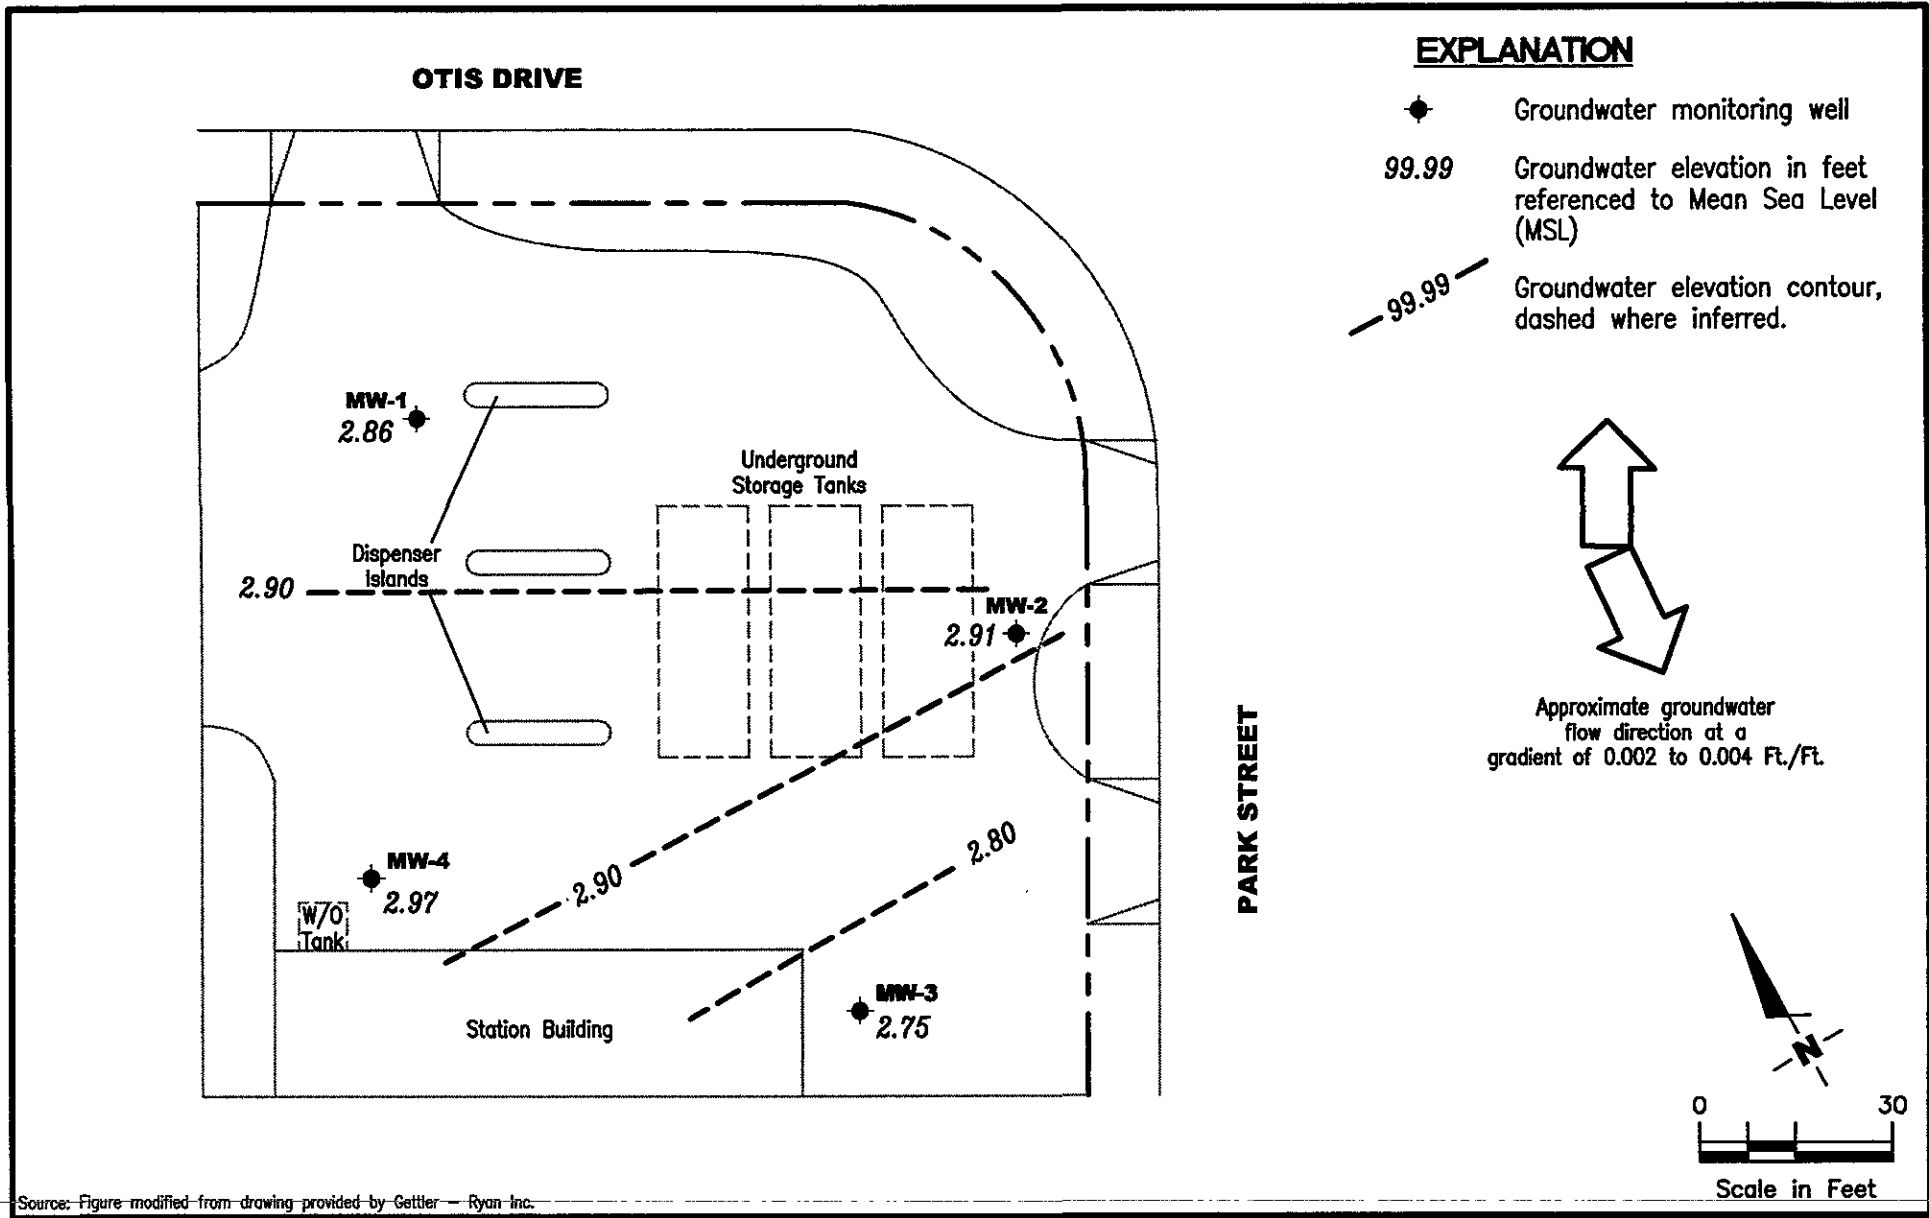 OTIS DRIVE
EXPLANATION
Groundwater monitoring well
99.99
Groundwater elevation in feet
referenced to Mean Sea Level
(MSL)
99.99
Groundwater elevation contour,
dashed where inferred.
MW-1
2.86
Underground
Storage Tanks
Dispenser
Islands
2.90
MW-2
2.91
Approximate groundwater
flow direction at a
gradient of 0.002 to 0.004 Ft./Ft.
PARK STREET
2.80
MW-4
2.97
2.90
W/O
Tank
MW-3
2.75
Station Building
N
0 30
Scale in Feet
Source: Figure modified from drawing provided by Gettler – Ryan Inc.